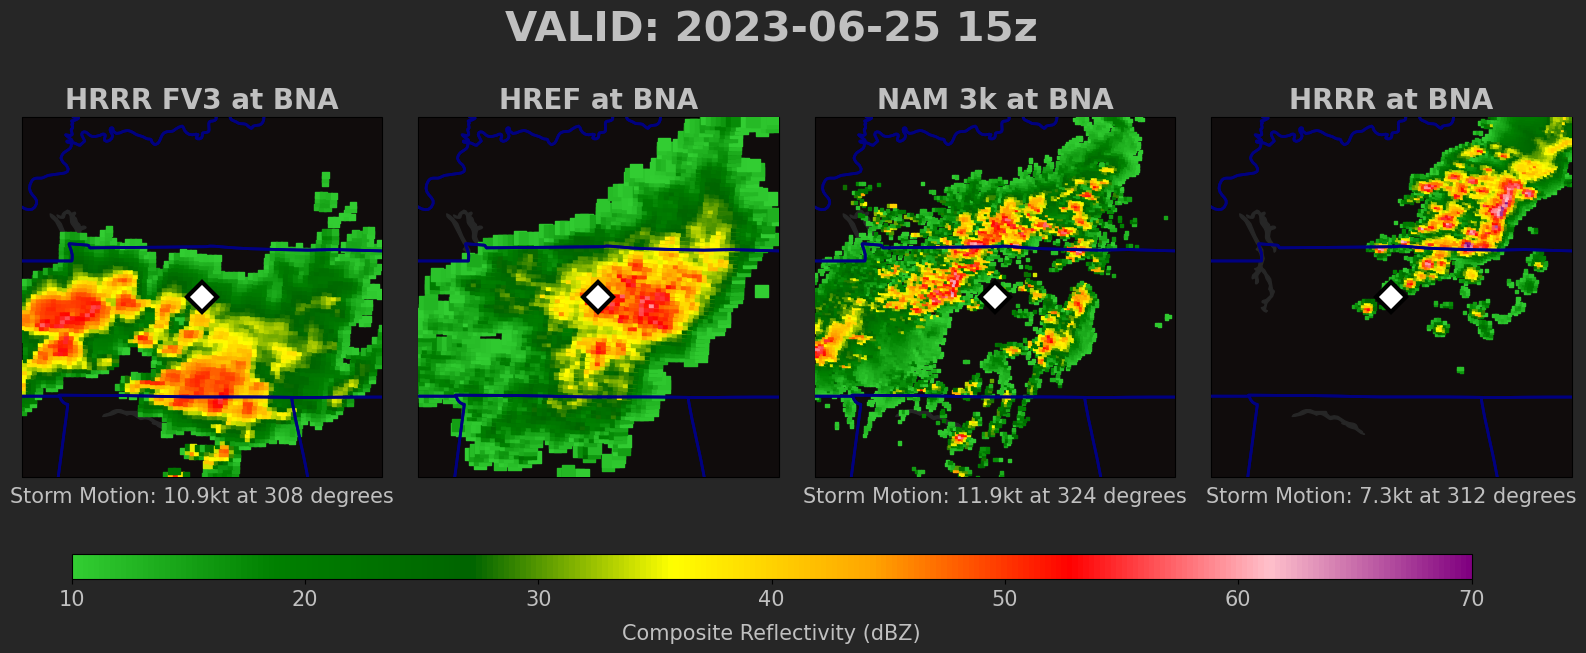 VALID: 2023-06-25 15z
HRRR FV3 at BNA
HREF at BNA
NAM 3k at BNA
HRRR at BNA
Storm Motion: 10.9kt at 308 degrees
Storm Motion: 11.9kt at 324 degrees
Storm Motion: 7.3kt at 312 degrees
10 20 30 40 50 60 70
Composite Reflectivity (dBZ)